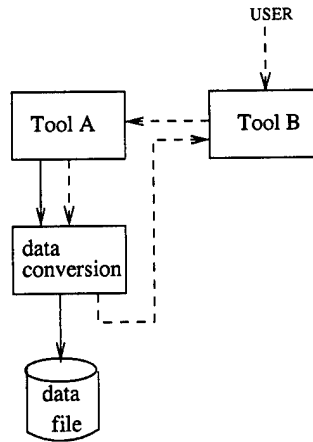 USER
Tool A
Tool B
data
conversion
data
file